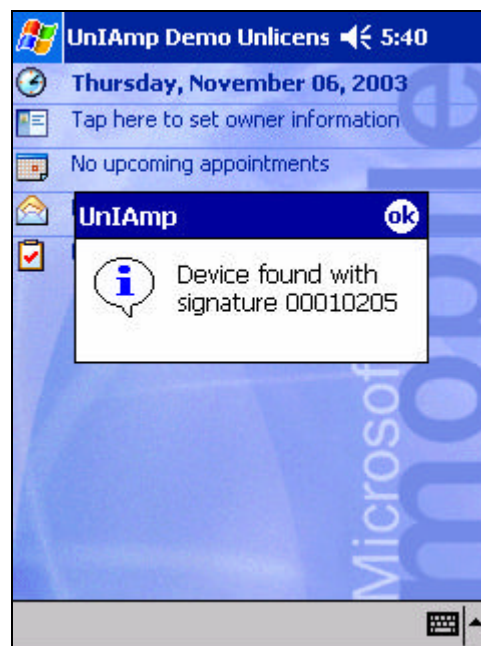 UnIAmp Demo Unlicens 5:40
Thursday, November 06, 2003
Tap here to set owner information
No upcoming appointments
UnIAmp ok
Device found with
signature 00010205
Microsof
mobile